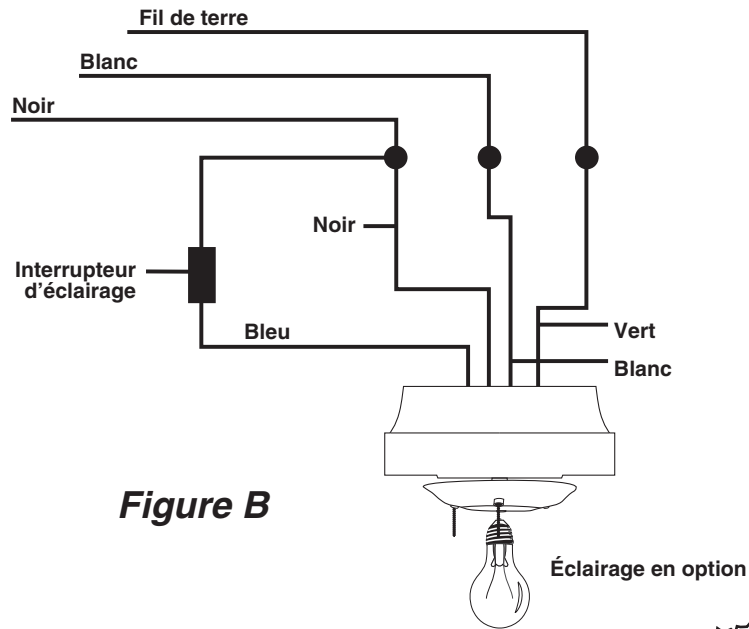 Fil de terre
Blanc
Noir
Noir
Interrupteur
d'éclairage
Bleu
Vert
Blanc
Figure B
Éclairage en option